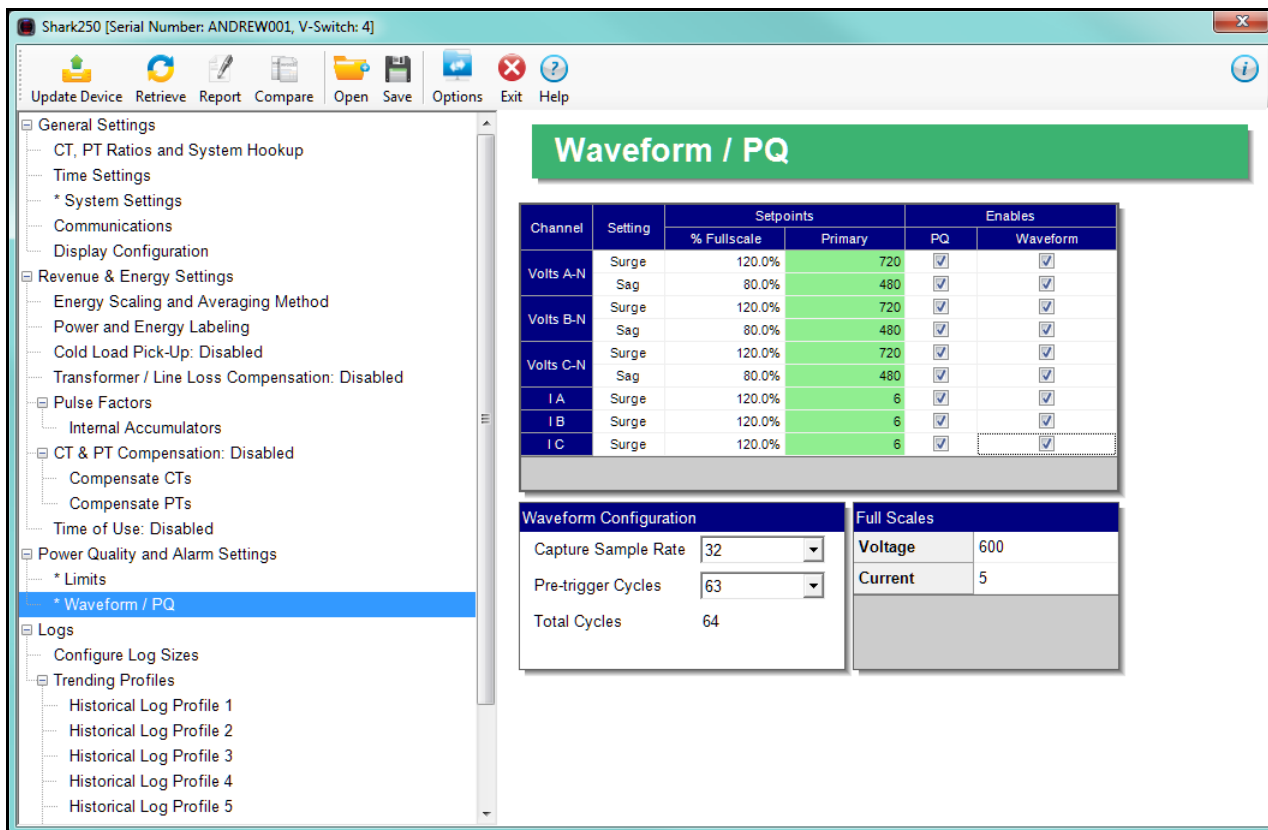 Shark250 [Serial Number: ANDREW001, V-Switch: 4]
Update Device Retrieve Report Compare Open Save Options Exit Help
General Settings
CT, PT Ratios and System Hookup
Time Settings
* System Settings
Communications
Display Configuration
Revenue & Energy Settings
Energy Scaling and Averaging Method
Power and Energy Labeling
Cold Load Pick-Up: Disabled
Transformer / Line Loss Compensation: Disabled
Pulse Factors
Internal Accumulators
CT & PT Compensation: Disabled
Compensate CTs
Compensate PTs
Time of Use: Disabled
Power Quality and Alarm Settings
* Limits
* Waveform / PQ
Logs
Configure Log Sizes
Trending Profiles
Historical Log Profile 1
Historical Log Profile 2
Historical Log Profile 3
Historical Log Profile 4
Historical Log Profile 5
Waveform / PQ
Channel Setting Setpoints Enables
% Fullscale Primary PQ Waveform
Volts A-N Surge 120.0% 720
Sag 80.0% 480
Volts B-N Surge 120.0% 720
Sag 80.0% 480
Volts C-N Surge 120.0% 720
Sag 80.0% 480
I A Surge 120.0% 6
I B Surge 120.0% 6
I C Surge 120.0% 6
Waveform Configuration
Capture Sample Rate 32
Pre-trigger Cycles 63
Total Cycles 64
Full Scales
Voltage 600
Current 5